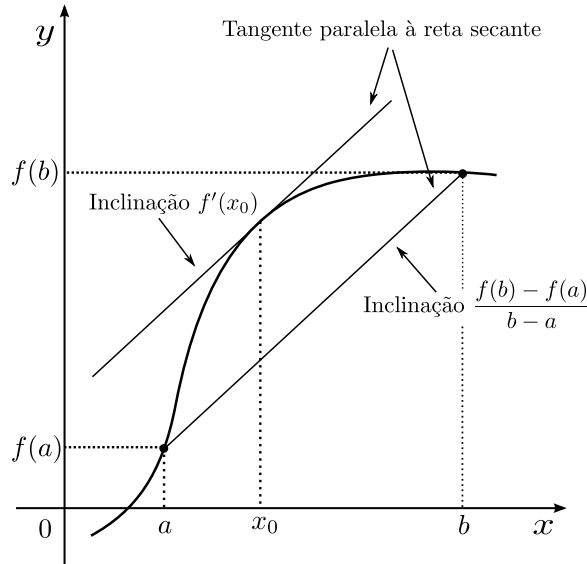 y
Tangente paralela à reta secante
f(b)
Inclinação f′(x₀)
Inclinação f(b) − f(a)
b − a
f(a)
0
a
x₀
b
x